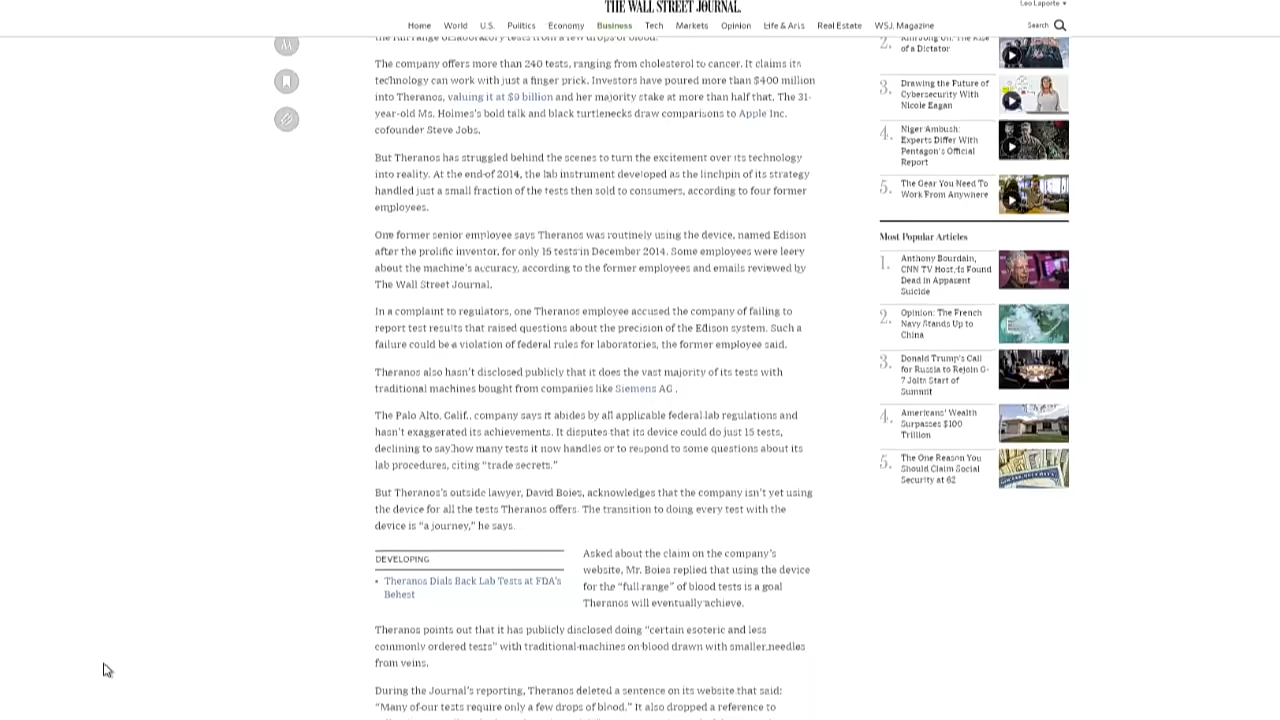 THE WALL STREET JOURNAL.
Leo Laporte
Home World U.S. Politics Economy Business Tech Markets Opinion Life & Arts Real Estate WSJ. Magazine
Search
the full range of laboratory tests from a few drops of blood.
The company offers more than 240 tests, ranging from cholesterol to cancer. It claims its
technology can work with just a finger prick. Investors have poured more than $400 million
into Theranos, valuing it at $9 billion and her majority stake at more than half that. The 31-
year-old Ms. Holmes's bold talk and black turtlenecks draw comparisons to Apple Inc.
cofounder Steve Jobs.
But Theranos has struggled behind the scenes to turn the excitement over its technology
into reality. At the end of 2014, the lab instrument developed as the linchpin of its strategy
handled just a small fraction of the tests then sold to consumers, according to four former
employees.
One former senior employee says Theranos was routinely using the device, named Edison
after the prolific inventor, for only 15 tests in December 2014. Some employees were leery
about the machine's accuracy, according to the former employees and emails reviewed by
The Wall Street Journal.
In a complaint to regulators, one Theranos employee accused the company of failing to
report test results that raised questions about the precision of the Edison system. Such a
failure could be a violation of federal rules for laboratories, the former employee said.
Theranos also hasn't disclosed publicly that it does the vast majority of its tests with
traditional machines bought from companies like Siemens AG .
The Palo Alto, Calif., company says it abides by all applicable federal lab regulations and
hasn't exaggerated its achievements. It disputes that its device could do just 15 tests,
declining to say how many tests it now handles or to respond to some questions about its
lab procedures, citing “trade secrets.”
But Theranos's outside lawyer, David Boies, acknowledges that the company isn't yet using
the device for all the tests Theranos offers. The transition to doing every test with the
device is “a journey,” he says.
DEVELOPING
• Theranos Dials Back Lab Tests at FDA's
Behest
Asked about the claim on the company's
website, Mr. Boies replied that using the device
for the “full range” of blood tests is a goal
Theranos will eventually achieve.
Theranos points out that it has publicly disclosed doing “certain esoteric and less
commonly ordered tests” with traditional machines on blood drawn with smaller needles
from veins.
During the Journal's reporting, Theranos deleted a sentence on its website that said:
“Many of our tests require only a few drops of blood.” It also dropped a reference to
2. Kim Jong Un: The Rise
of a Dictator
3. Drawing the Future of
Cybersecurity With
Nicole Eagan
4. Niger Ambush:
Experts Differ With
Pentagon's Official
Report
5. The Gear You Need To
Work From Anywhere
Most Popular Articles
1. Anthony Bourdain,
CNN TV Host, Is Found
Dead in Apparent
Suicide
2. Opinion: The French
Navy Stands Up to
China
3. Donald Trump's Call
for Russia to Rejoin G-
7 Jolts Start of
Summit
4. Americans' Wealth
Surpasses $100
Trillion
5. The One Reason You
Should Claim Social
Security at 62